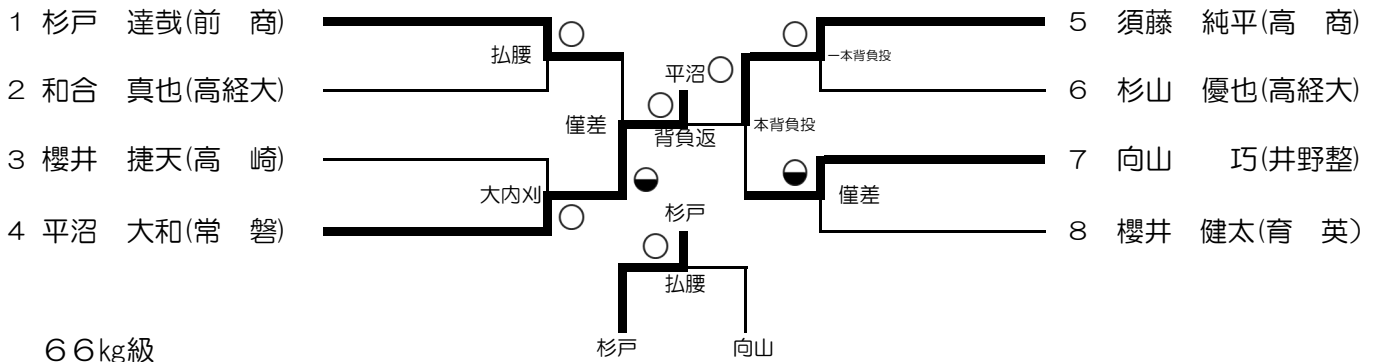 1 杉戸 達哉(前 商)
払腰
2 和合 真也(高経大)
僅差
3 櫻井 捷天(高 崎)
大内刈
4 平沼 大和(常 磐)
平沼
背負返
杉戸
払腰
杉戸 向山
5 須藤 純平(高 商)
一本背負投
6 杉山 優也(高経大)
本背負投
7 向山 巧(井野整)
僅差
8 櫻井 健太(育 英)
66kg級